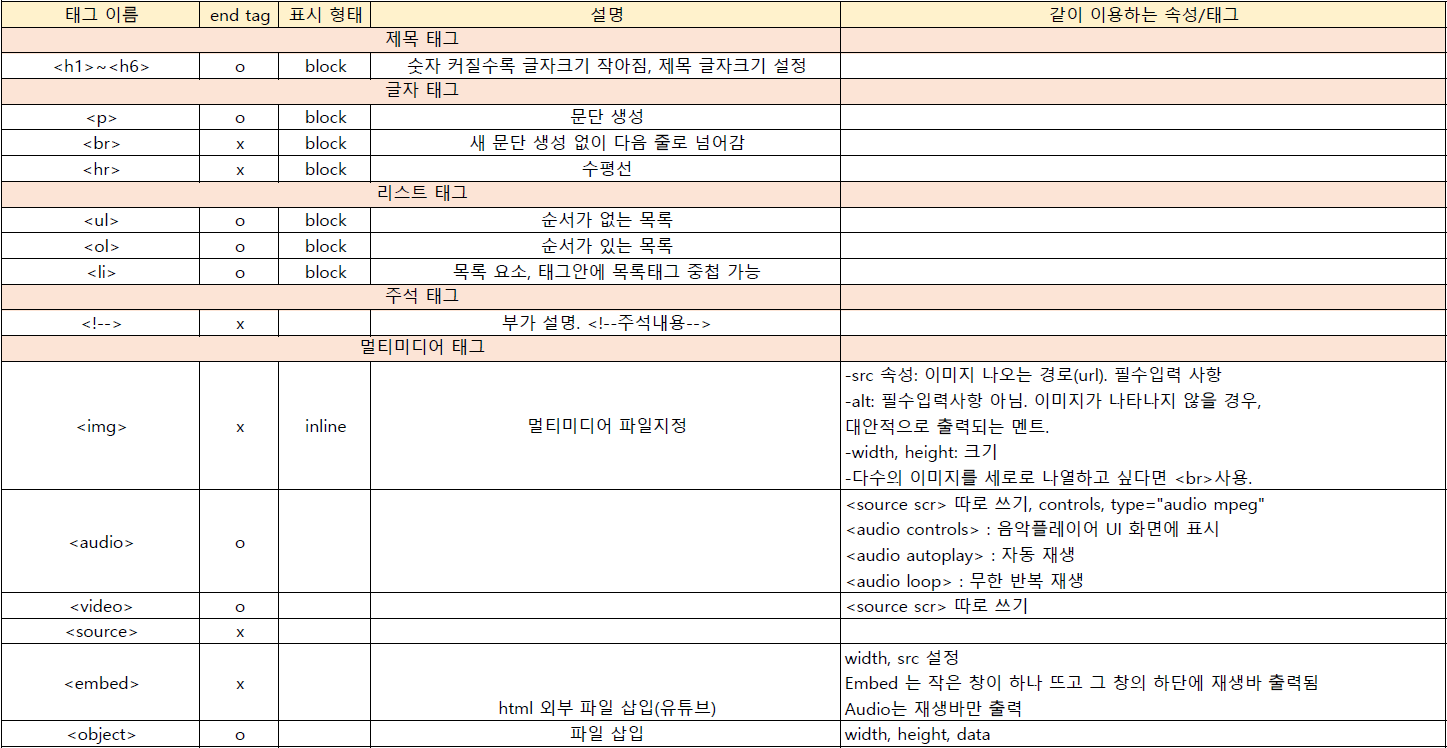 태그 이름 end tag 표시 형태 설명 같이 이용하는 속성/태그
제목 태그
<h1>~<h6> o block 숫자 커질수록 글자크기 작아짐, 제목 글자크기 설정
글자 태그
<p> o block 문단 생성
<br> x block 새 문단 생성 없이 다음 줄로 넘어감
<hr> x block 수평선
리스트 태그
<ul> o block 순서가 없는 목록
<ol> o block 순서가 있는 목록
<li> o block 목록 요소, 태그안에 목록태그 중첩 가능
주석 태그
<!--> x 부가 설명. <!--주석내용-->
멀티미디어 태그
<img> x inline 멀티미디어 파일지정
-src 속성: 이미지 나오는 경로(url). 필수입력 사항
-alt: 필수입력사항 아님. 이미지가 나타나지 않을 경우,
대안적으로 출력되는 멘트.
-width, height: 크기
-다수의 이미지를 세로로 나열하고 싶다면 <br>사용.
<audio> o
<source scr> 따로 쓰기, controls, type="audio mpeg"
<audio controls> : 음악플레이어 UI 화면에 표시
<audio autoplay> : 자동 재생
<audio loop> : 무한 반복 재생
<video> o <source scr> 따로 쓰기
<source> x
<embed> x html 외부 파일 삽입(유튜브)
width, src 설정
Embed 는 작은 창이 하나 뜨고 그 창의 하단에 재생바 출력됨
Audio는 재생바만 출력
<object> o 파일 삽입 width, height, data